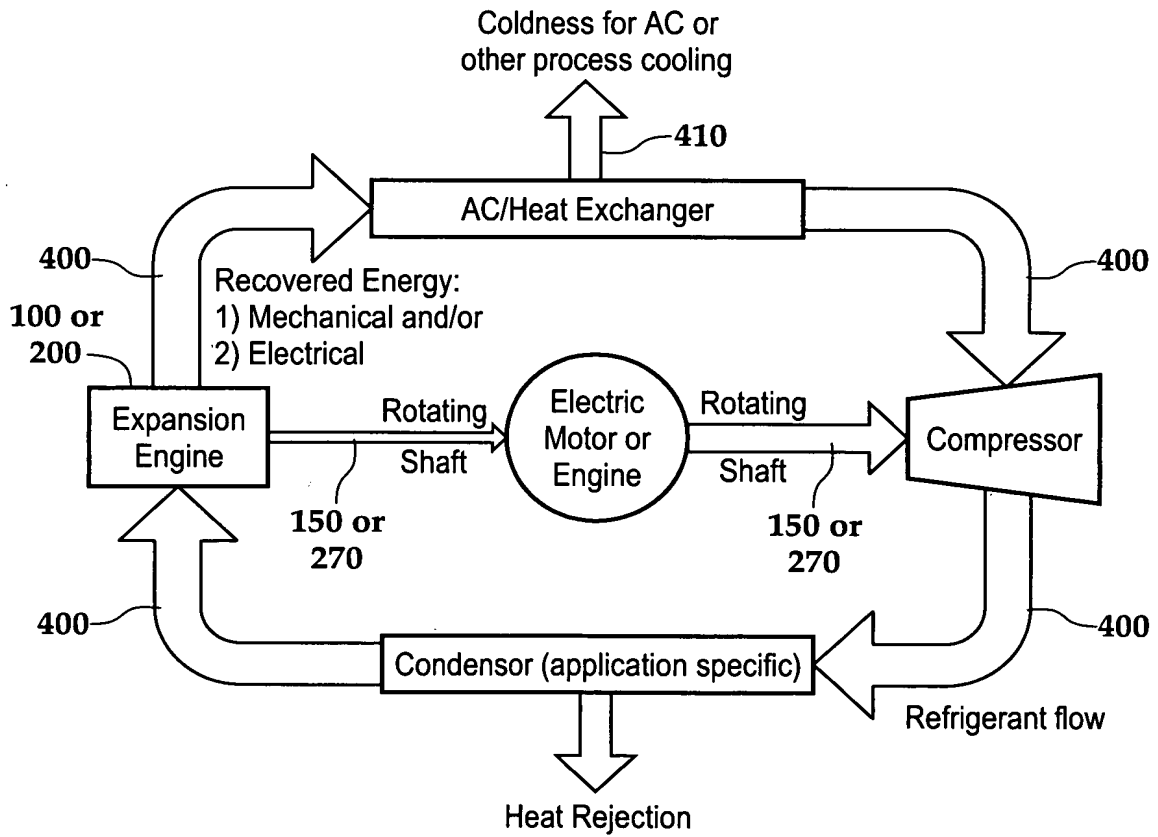 Coldness for AC or
other process cooling
410
AC/Heat Exchanger
400
400
Recovered Energy:
1) Mechanical and/or
2) Electrical
100 or
200
Expansion
Engine
Rotating
Shaft
Electric
Motor or
Engine
Rotating
Shaft
Compressor
150 or
270
150 or
270
400
400
Condensor (application specific)
Refrigerant flow
Heat Rejection